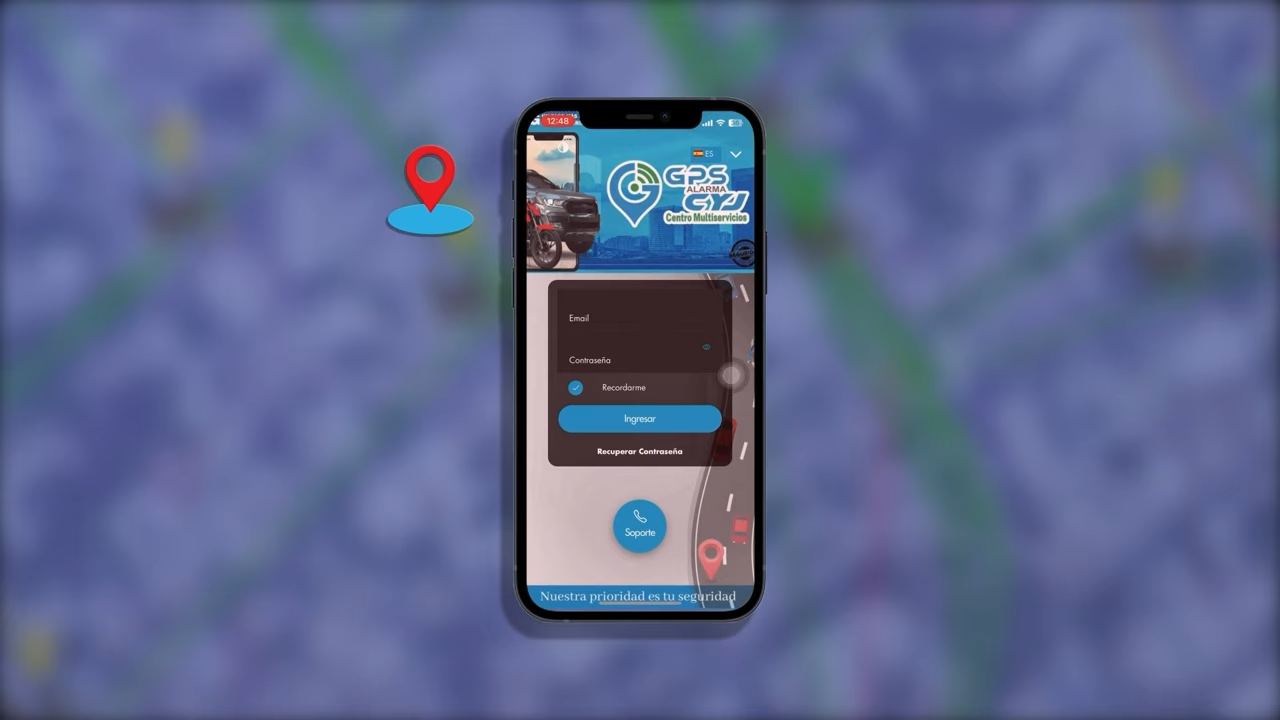 12:48
ES
GPS
ALARMA
CYJ
Centro Multiservicios
Email
Contraseña
Recordarme
Ingresar
Recuperar Contraseña
Soporte
Nuestra prioridad es tu seguridad